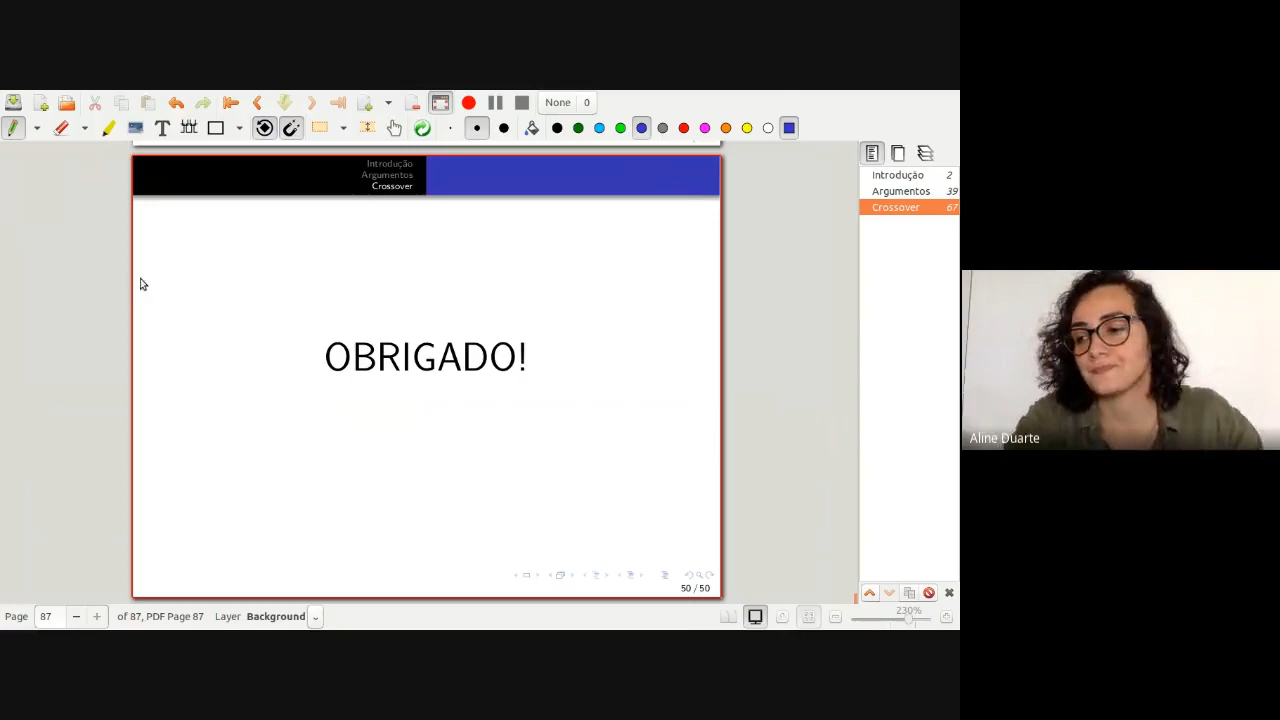 None 0
Introdução
Argumentos
Crossover
OBRIGADO!
50 / 50
Introdução 2
Argumentos 39
Crossover 67
Aline Duarte
Page 87 of 87, PDF Page 87 Layer Background
230%